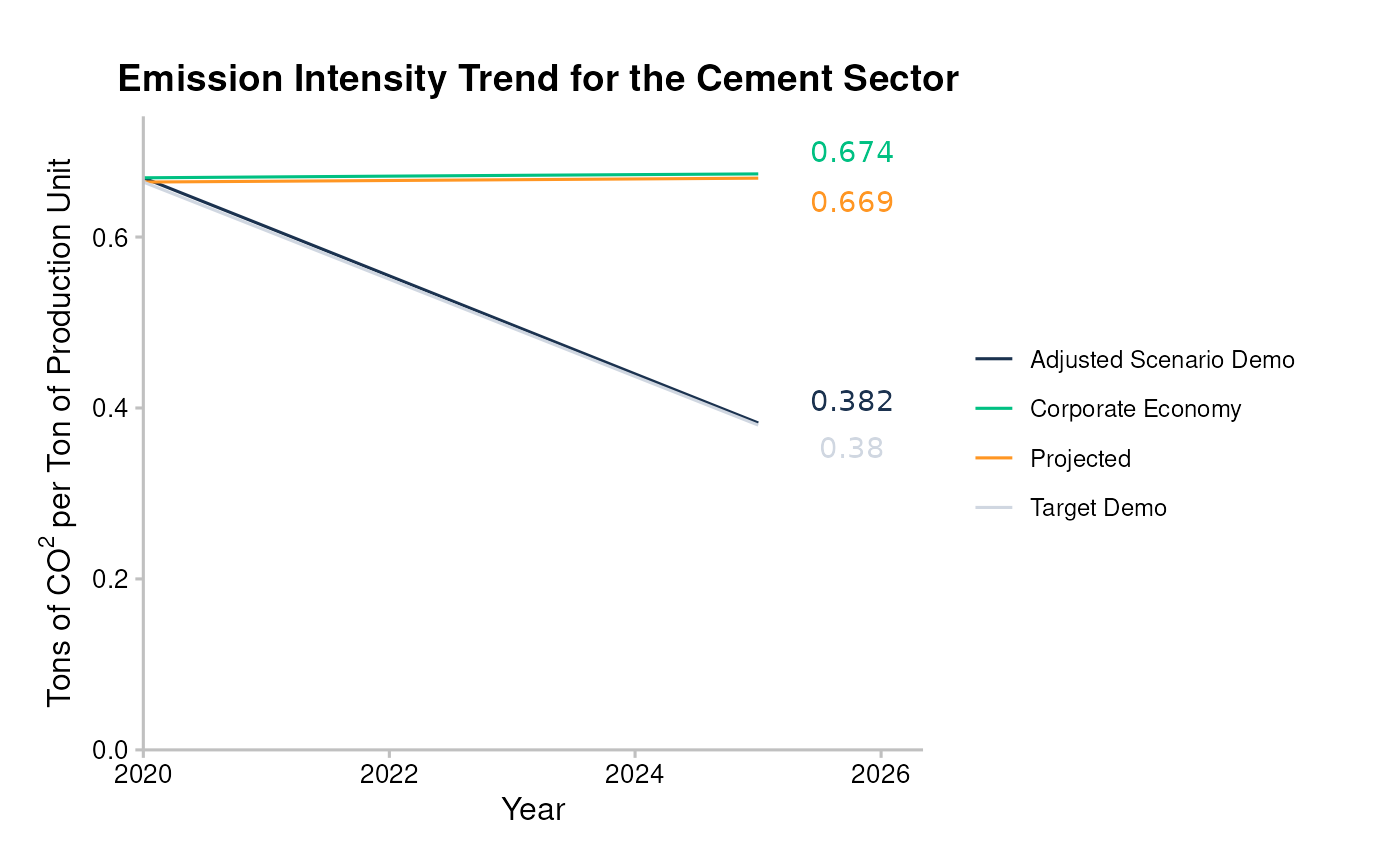 Emission Intensity Trend for the Cement Sector
Tons of CO² per Ton of Production Unit
0.6
0.4
0.2
0.0
2020
2022
2024
2026
Year
0.674
0.669
0.382
0.38
Adjusted Scenario Demo
Corporate Economy
Projected
Target Demo